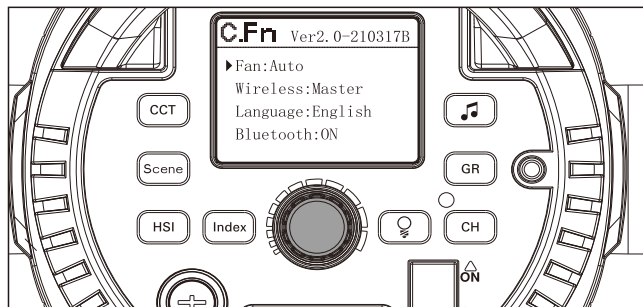 C.Fn Ver2.0-210317B
▶Fan:Auto
Wireless:Master
Language:English
Bluetooth:ON
CCT
Scene
GR
HSI
Index
CH
ON